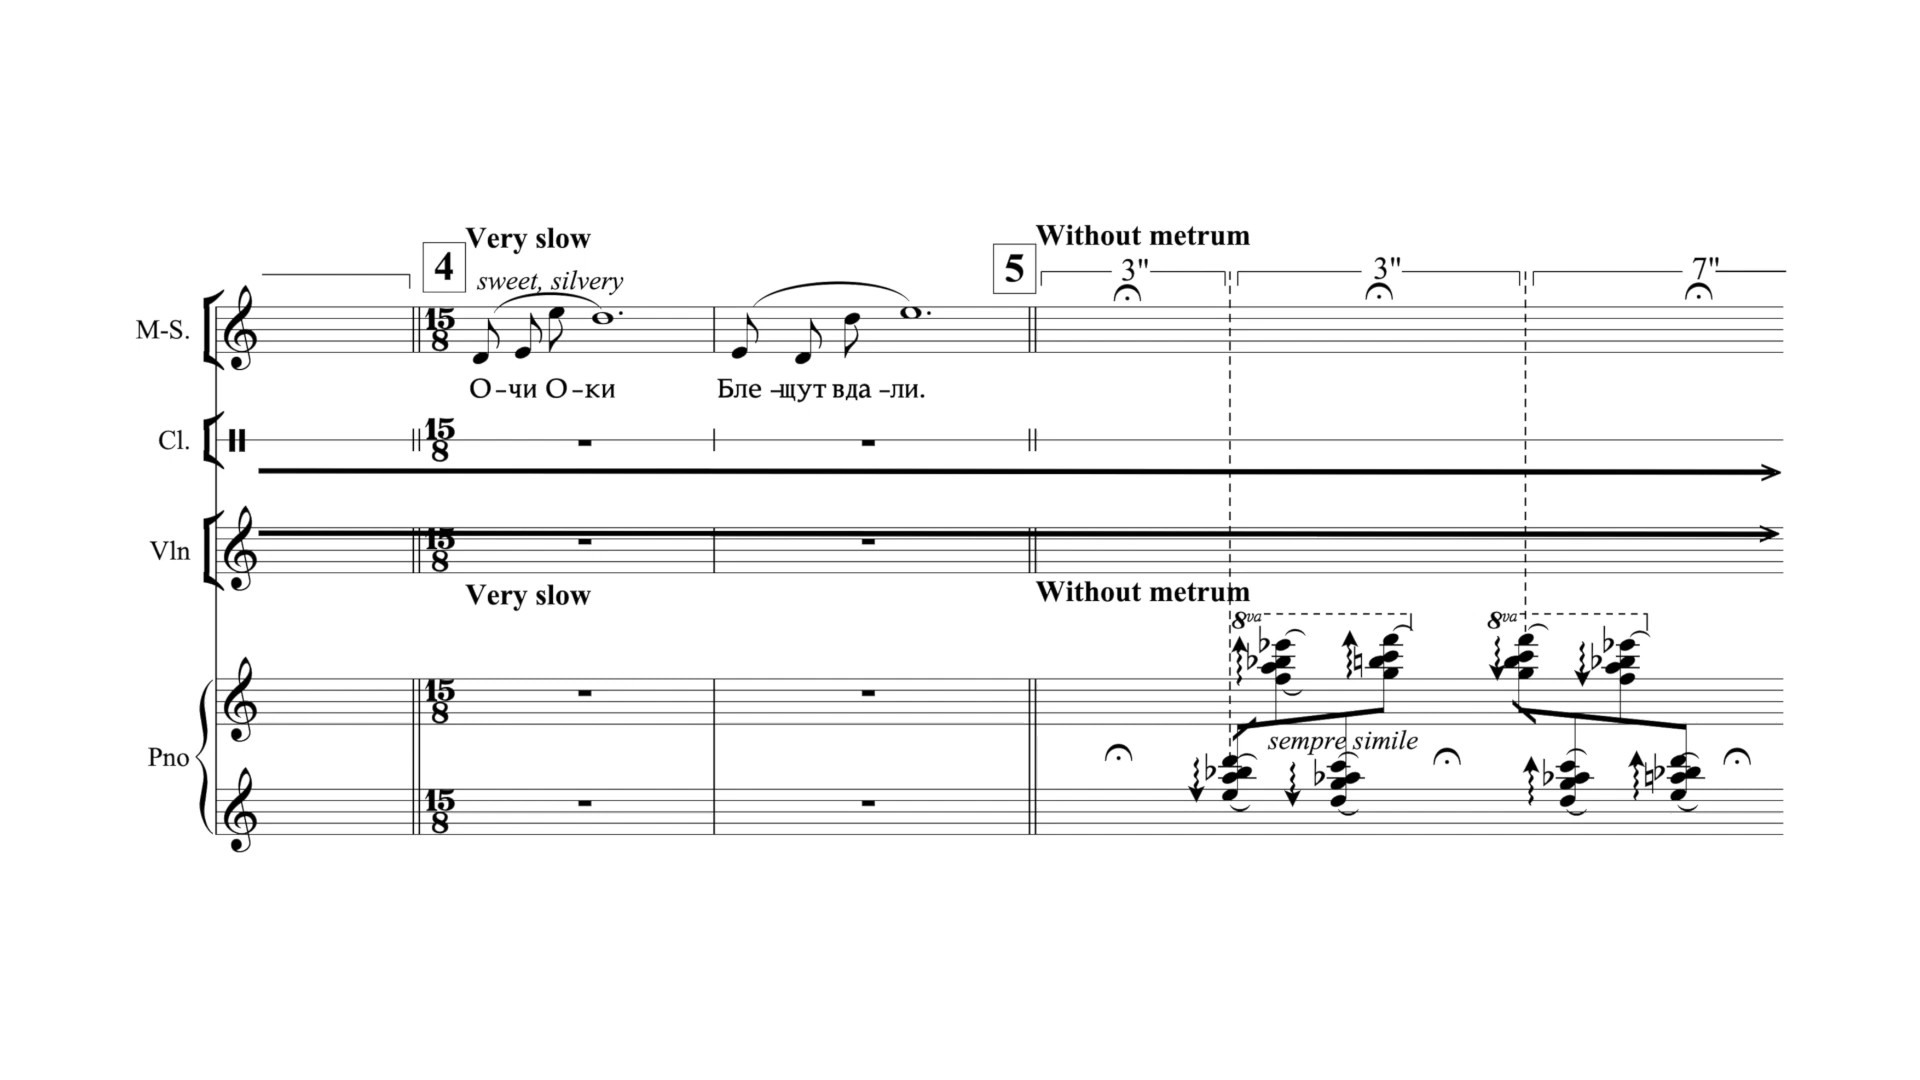 Very slow
Without metrum
4
sweet, silvery
5
3"
3"
7"
M-S.
15
8
О-чи О-ки
Бле-щут вда-ли.
Cl.
15
8
Vln
15
8
Very slow
Without metrum
8va
8va
15
8
sempre simile
Pno
15
8